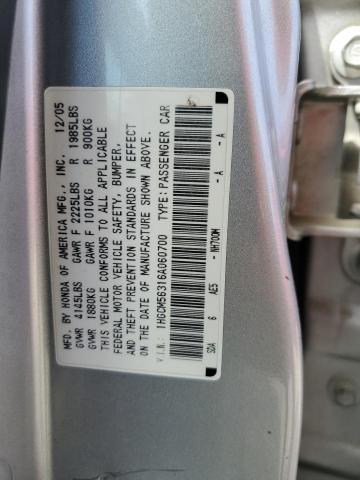 MFD. BY HONDA OF AMERICA MFG., INC. 12/05
GVWR 4145LBS GAWR F 2225LBS R 1985LBS
GVWR 1880KG GAWR F 1010KG R 900KG
THIS VEHICLE CONFORMS TO ALL APPLICABLE
FEDERAL MOTOR VEHICLE SAFETY, BUMPER,
AND THEFT PREVENTION STANDARDS IN EFFECT
ON THE DATE OF MANUFACTURE SHOWN ABOVE.
V.I.N.: 1HGCM56316A060700 TYPE: PASSENGER CAR
SDA 6 AES - NH700M - A - A